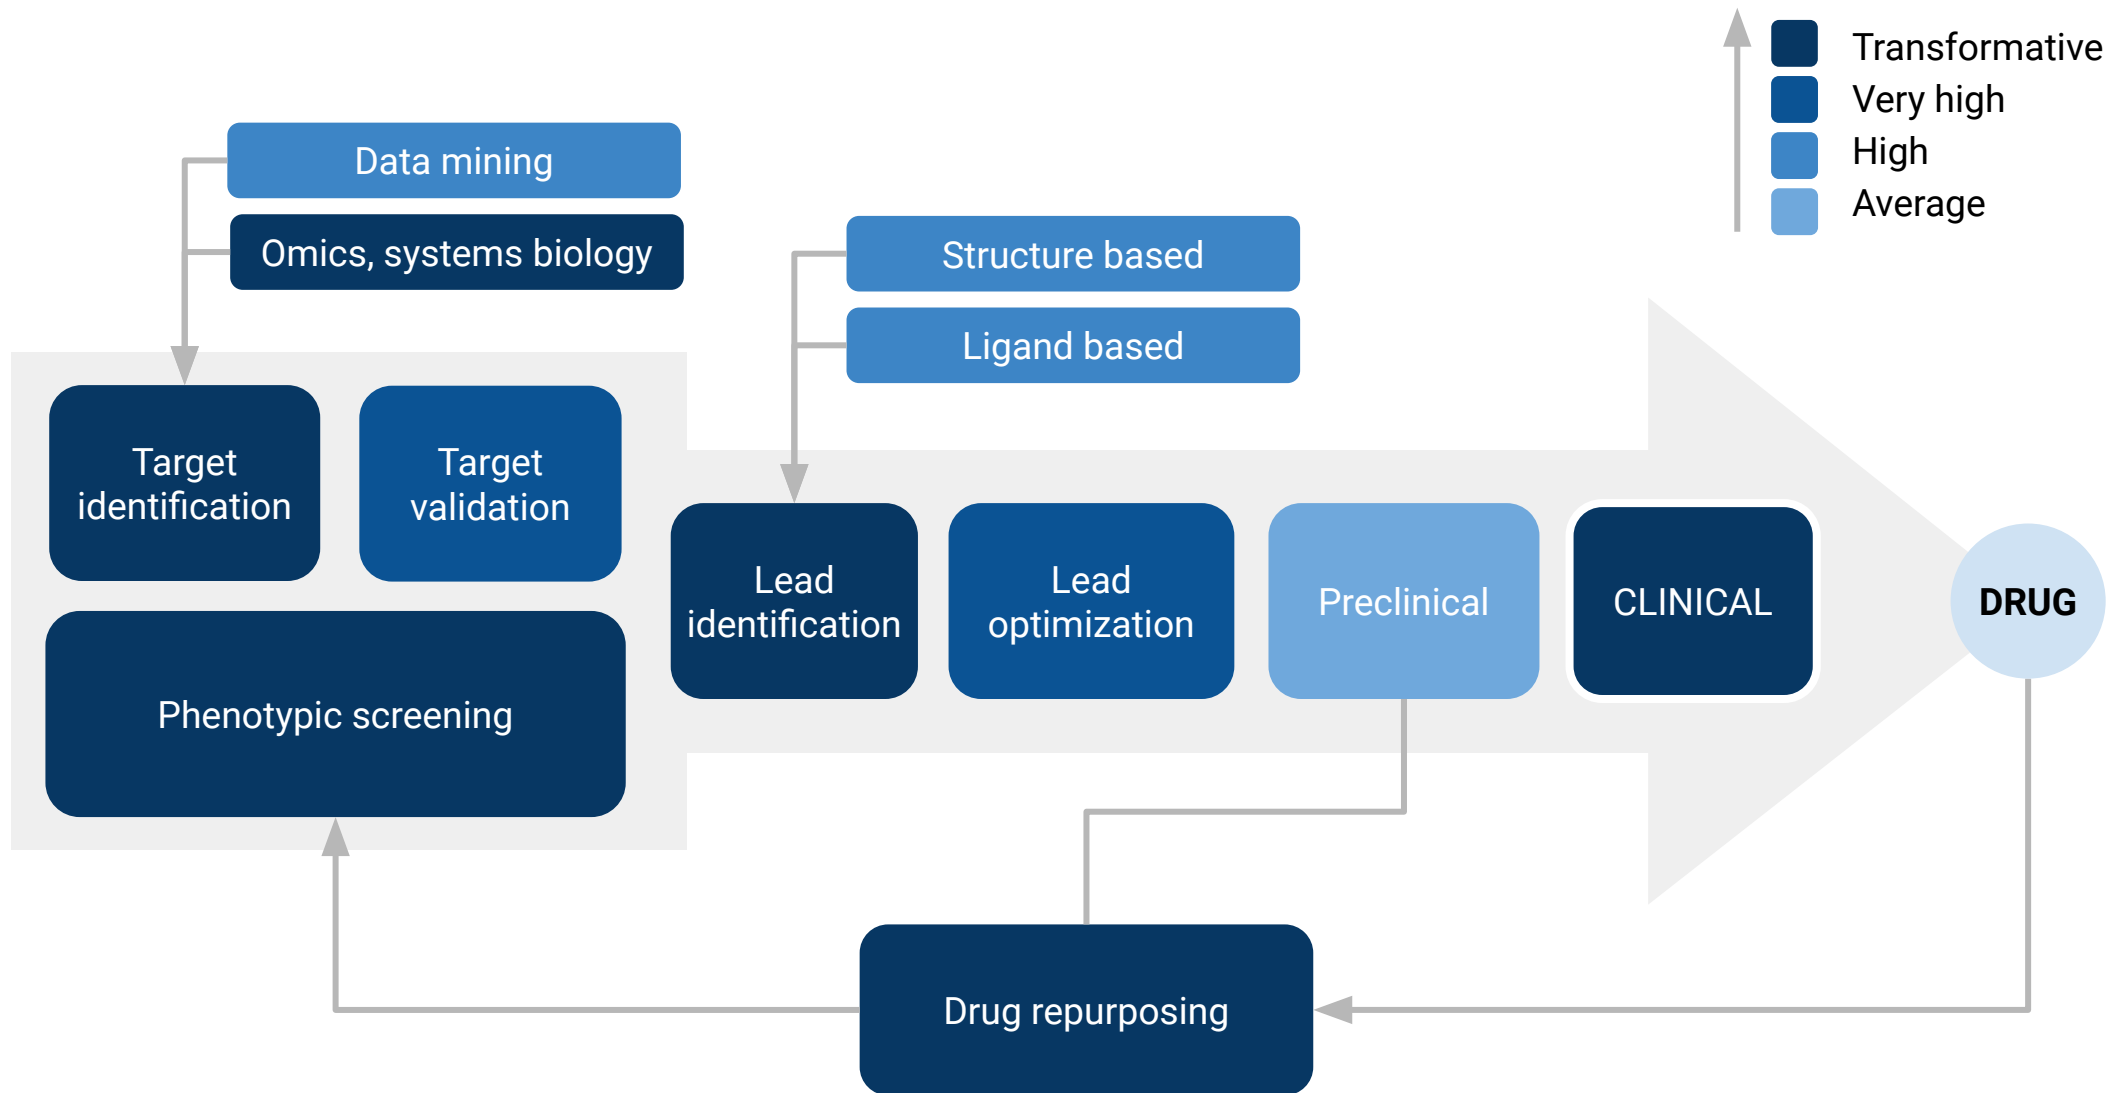 Transformative
Very high
High
Average
Data mining
Omics, systems biology
Structure based
Ligand based
Target
identification
Target
validation
Phenotypic screening
Lead
identification
Lead
optimization
Preclinical
CLINICAL
DRUG
Drug repurposing